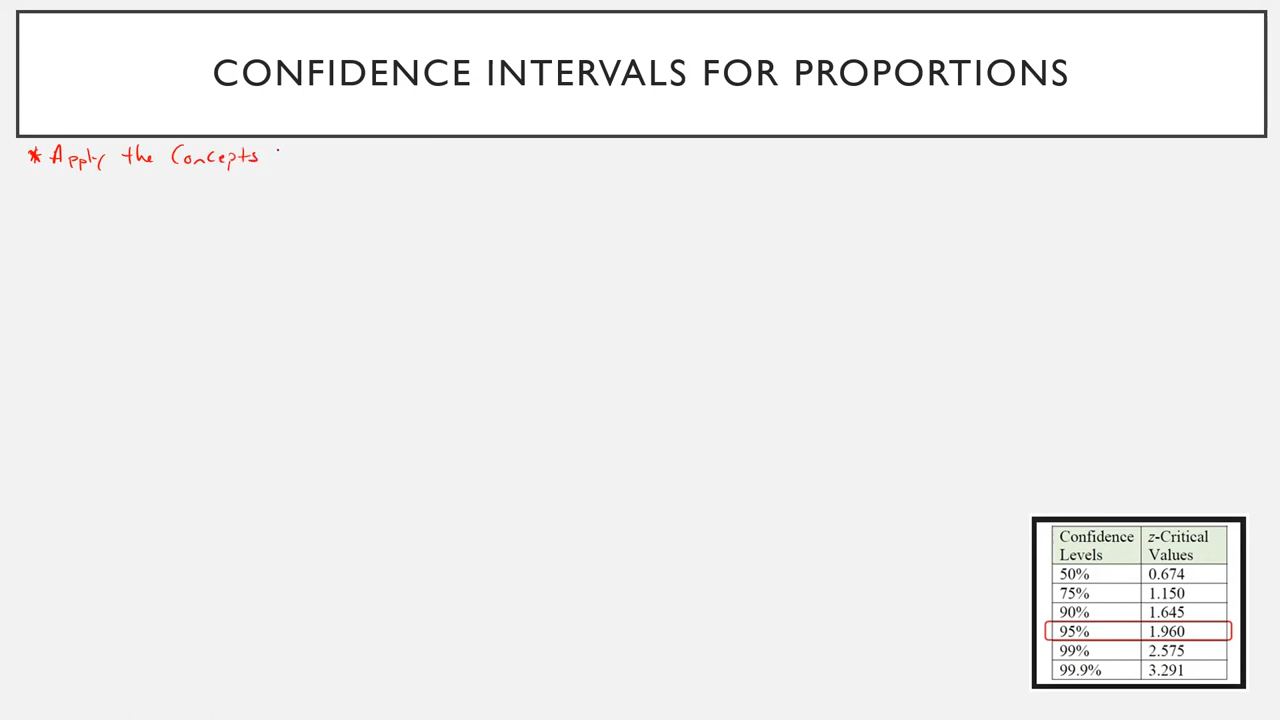 CONFIDENCE INTERVALS FOR PROPORTIONS
* Apply the Concepts
Confidence Levels z-Critical Values
50% 0.674
75% 1.150
90% 1.645
95% 1.960
99% 2.575
99.9% 3.291